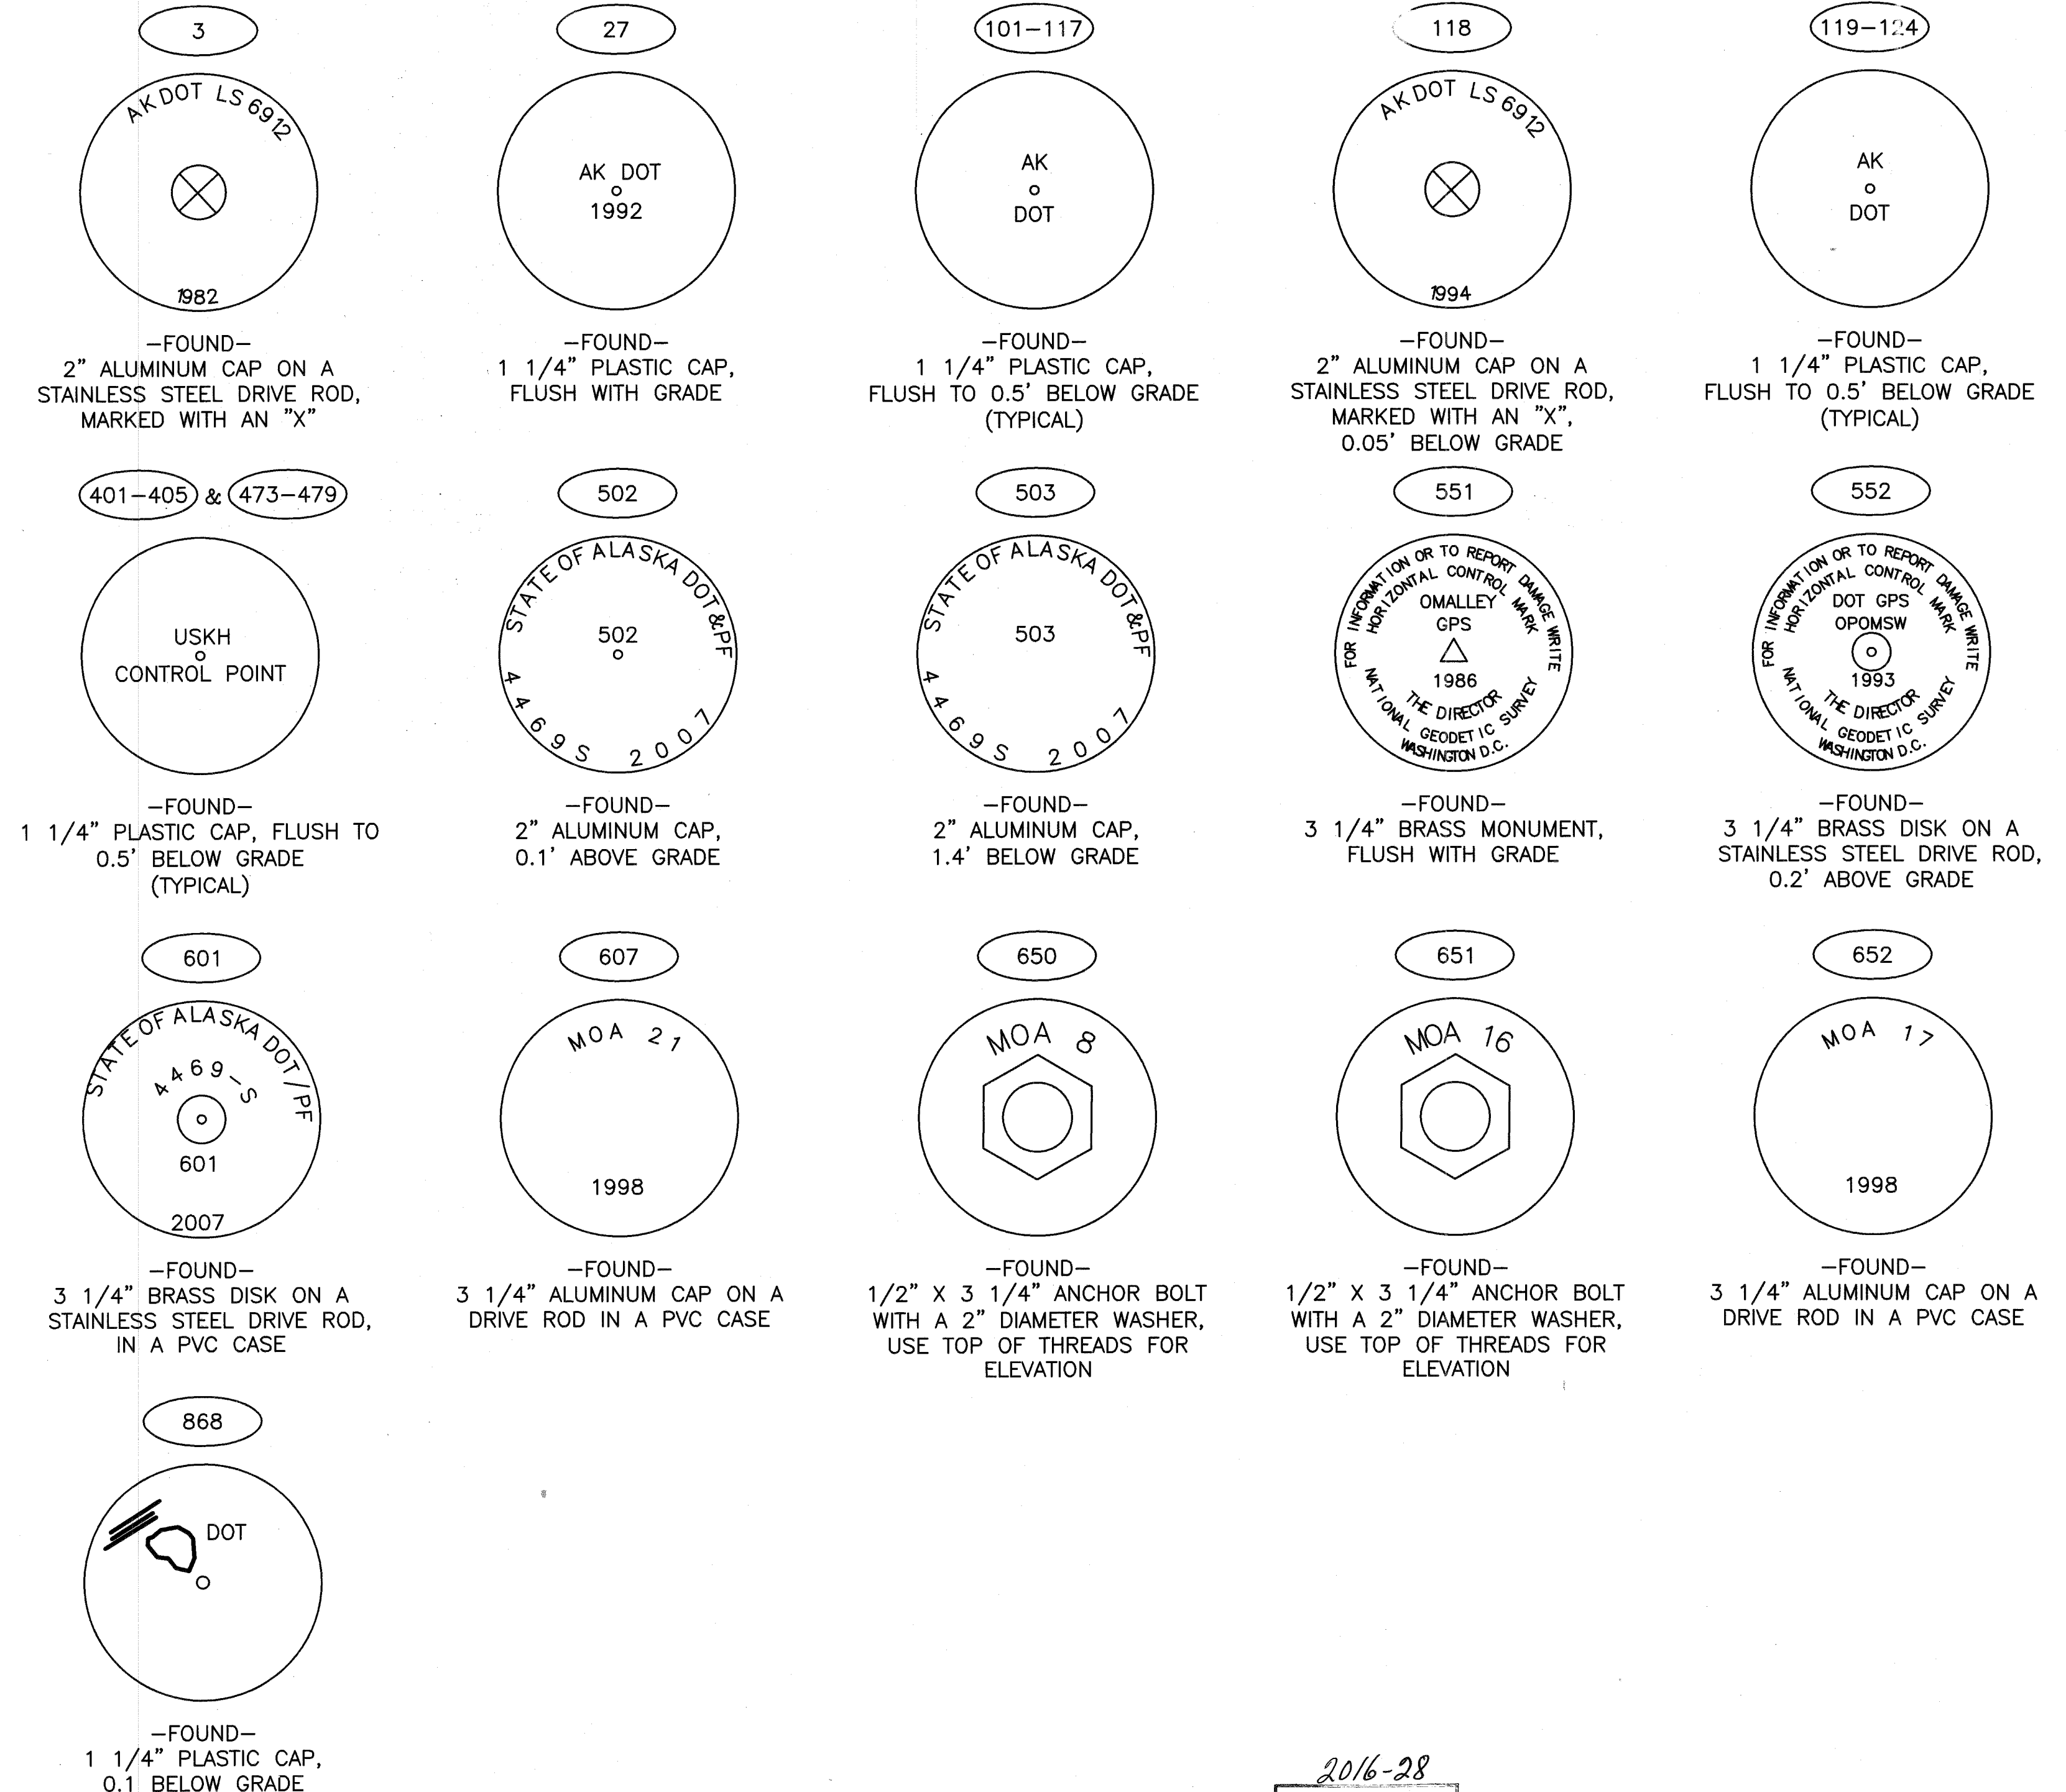 3
AK DOT LS 6912
1982
—FOUND—
2" ALUMINUM CAP ON A
STAINLESS STEEL DRIVE ROD,
MARKED WITH AN "X"
27
AK DOT
1992
—FOUND—
1 1/4" PLASTIC CAP,
FLUSH WITH GRADE
101—117
AK
DOT
—FOUND—
1 1/4" PLASTIC CAP,
FLUSH TO 0.5' BELOW GRADE
(TYPICAL)
118
AK DOT LS 6912
1994
—FOUND—
2" ALUMINUM CAP ON A
STAINLESS STEEL DRIVE ROD,
MARKED WITH AN "X",
0.05' BELOW GRADE
119—124
AK
DOT
—FOUND—
1 1/4" PLASTIC CAP,
FLUSH TO 0.5' BELOW GRADE
(TYPICAL)
401—405 & 473—479
USKH
CONTROL POINT
—FOUND—
1 1/4" PLASTIC CAP, FLUSH TO
0.5' BELOW GRADE
(TYPICAL)
502
STATE OF ALASKA DOT&PF
502
4469S 2007
—FOUND—
2" ALUMINUM CAP,
0.1' ABOVE GRADE
503
STATE OF ALASKA DOT&PF
503
4469S 2007
—FOUND—
2" ALUMINUM CAP,
1.4' BELOW GRADE
551
FOR INFORMATION OR TO REPORT DAMAGE WRITE
HORIZONTAL CONTROL MARK
OMALLEY
GPS
1986
THE DIRECTOR
NATIONAL GEODETIC SURVEY
WASHINGTON D.C.
—FOUND—
3 1/4" BRASS MONUMENT,
FLUSH WITH GRADE
552
FOR INFORMATION OR TO REPORT DAMAGE WRITE
HORIZONTAL CONTROL MARK
DOT GPS
OPOMSW
1993
THE DIRECTOR
NATIONAL GEODETIC SURVEY
WASHINGTON D.C.
—FOUND—
3 1/4" BRASS DISK ON A
STAINLESS STEEL DRIVE ROD,
0.2' ABOVE GRADE
601
STATE OF ALASKA DOT/PF
4469—S
601
2007
—FOUND—
3 1/4" BRASS DISK ON A
STAINLESS STEEL DRIVE ROD,
IN A PVC CASE
607
MOA 21
1998
—FOUND—
3 1/4" ALUMINUM CAP ON A
DRIVE ROD IN A PVC CASE
650
MOA 8
—FOUND—
1/2" X 3 1/4" ANCHOR BOLT
WITH A 2" DIAMETER WASHER,
USE TOP OF THREADS FOR
ELEVATION
651
MOA 16
—FOUND—
1/2" X 3 1/4" ANCHOR BOLT
WITH A 2" DIAMETER WASHER,
USE TOP OF THREADS FOR
ELEVATION
652
MOA 17
1998
—FOUND—
3 1/4" ALUMINUM CAP ON A
DRIVE ROD IN A PVC CASE
868
DOT
—FOUND—
1 1/4" PLASTIC CAP,
0.1 BELOW GRADE
2016-28